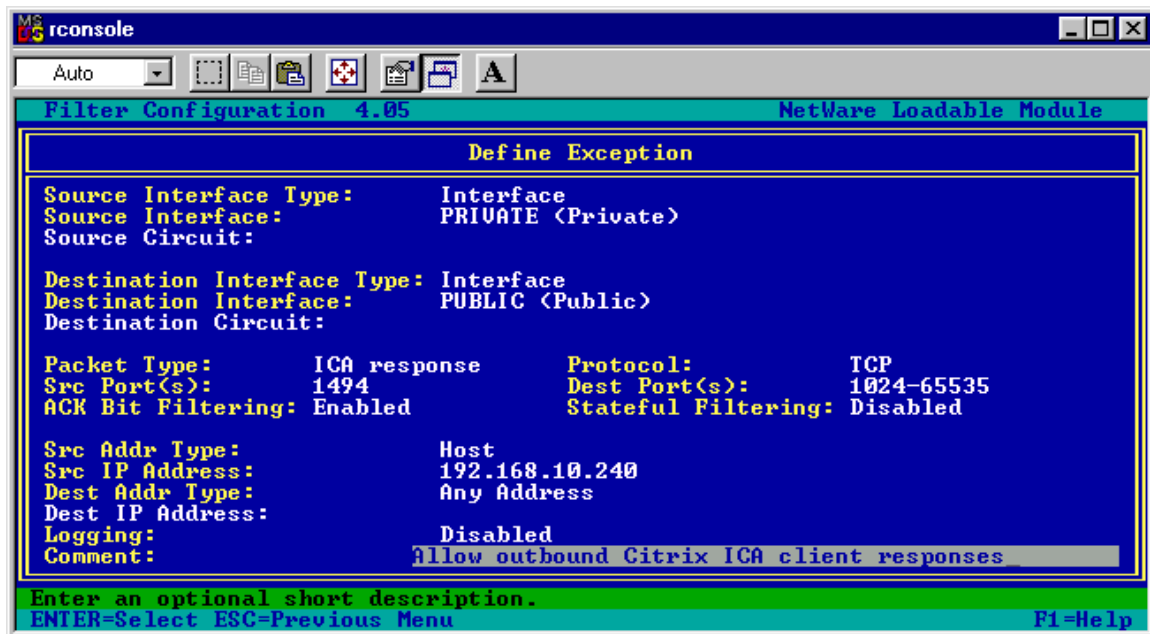 MS rconsole
Auto
A
Filter Configuration 4.05 NetWare Loadable Module
Define Exception
Source Interface Type: Interface
Source Interface: PRIVATE (Private)
Source Circuit:
Destination Interface Type: Interface
Destination Interface: PUBLIC (Public)
Destination Circuit:
Packet Type: ICA response Protocol: TCP
Src Port(s): 1494 Dest Port(s): 1024-65535
ACK Bit Filtering: Enabled Stateful Filtering: Disabled
Src Addr Type: Host
Src IP Address: 192.168.10.240
Dest Addr Type: Any Address
Dest IP Address:
Logging: Disabled
Comment: Allow outbound Citrix ICA client responses_
Enter an optional short description.
ENTER=Select ESC=Previous Menu F1=Help